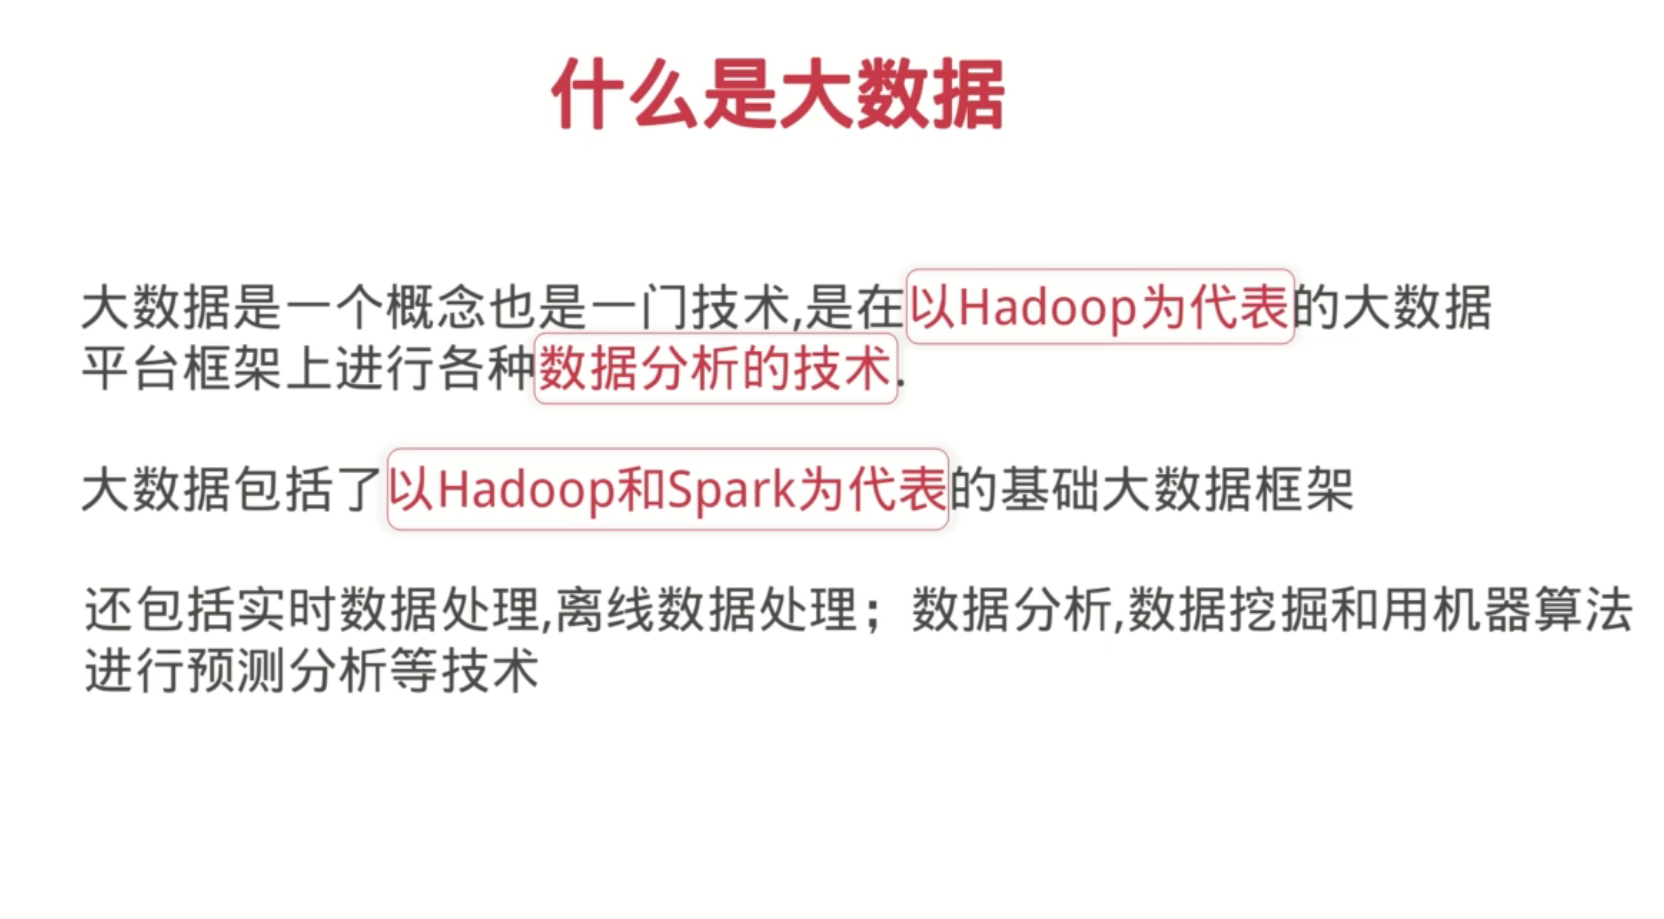 什么是大数据
大数据是一个概念也是一门技术,是在以Hadoop为代表的大数据
平台框架上进行各种数据分析的技术.
大数据包括了以Hadoop和Spark为代表的基础大数据框架
还包括实时数据处理,离线数据处理；数据分析,数据挖掘和用机器算法
进行预测分析等技术